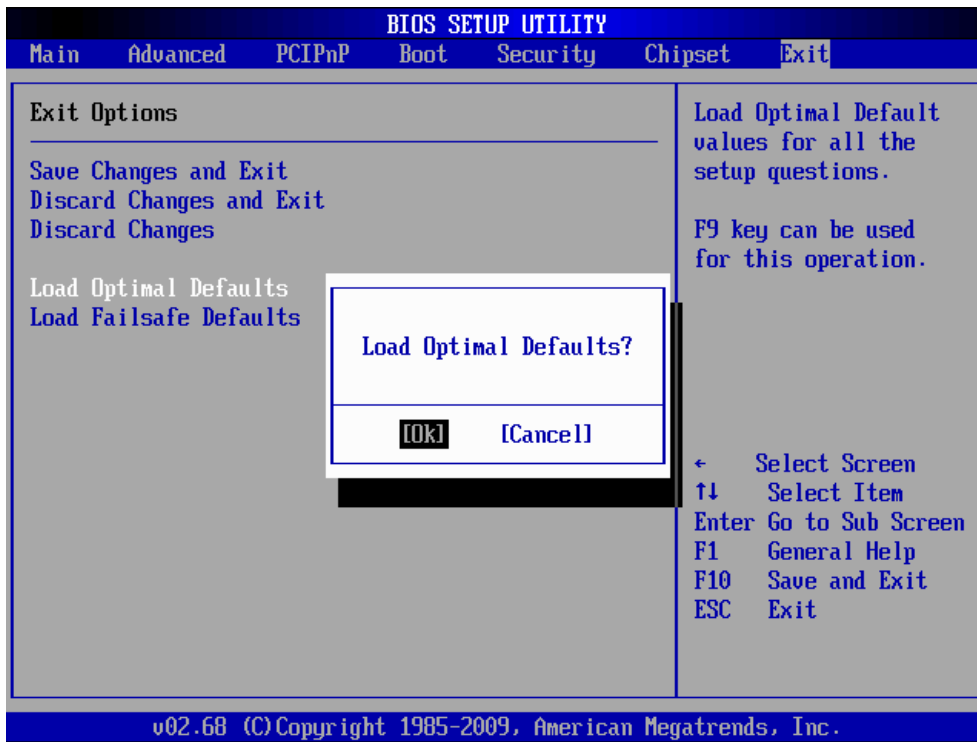 BIOS SETUP UTILITY
Main Advanced PCIPnP Boot Security Chipset Exit
Exit Options
Save Changes and Exit
Discard Changes and Exit
Discard Changes
Load Optimal Defaults
Load Failsafe Defaults
Load Optimal Defaults?
[Ok] [Cancel]
Load Optimal Default
values for all the
setup questions.
F9 key can be used
for this operation.
← Select Screen
↑↓ Select Item
Enter Go to Sub Screen
F1 General Help
F10 Save and Exit
ESC Exit
v02.68 (C)Copyright 1985-2009, American Megatrends, Inc.